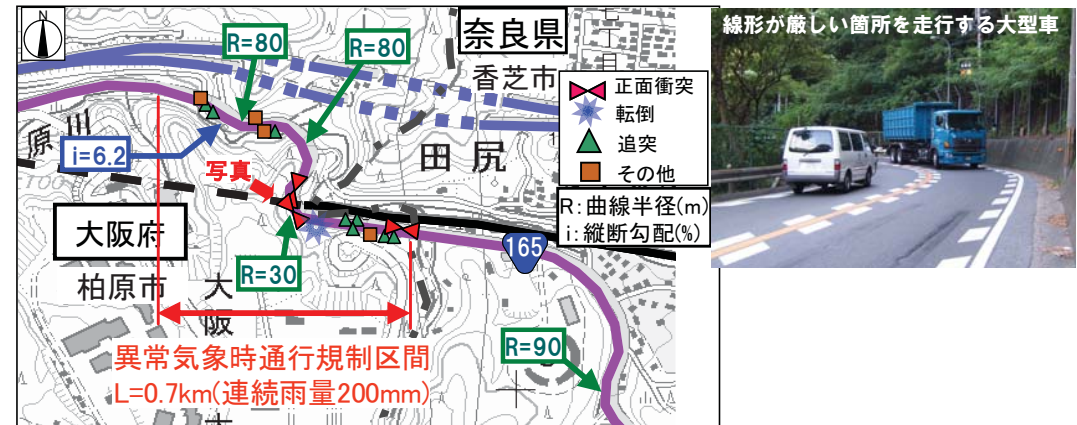 N
R=80
R=80
奈良県
香芝市
正面衝突
転倒
追突
その他
R:曲線半径(m)
i:縦断勾配(%)
線形が厳しい箇所を走行する大型車
原川
i=6.2
写真
田尻
大阪府
柏原市
大
阪
R=30
165
R=90
異常気象時通行規制区間
L=0.7km(連続雨量200mm)